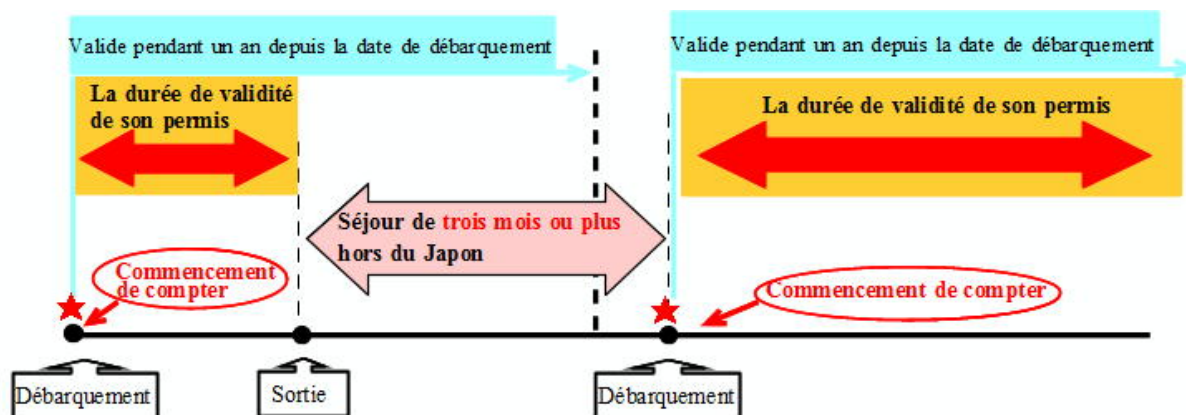 Valide pendant un an depuis la date de débarquement
Valide pendant un an depuis la date de débarquement
La durée de validité
de son permis
La durée de validité de son permis
Séjour de trois mois ou plus
hors du Japon
Commencement
de compter
Commencement de compter
Débarquement
Sortie
Débarquement